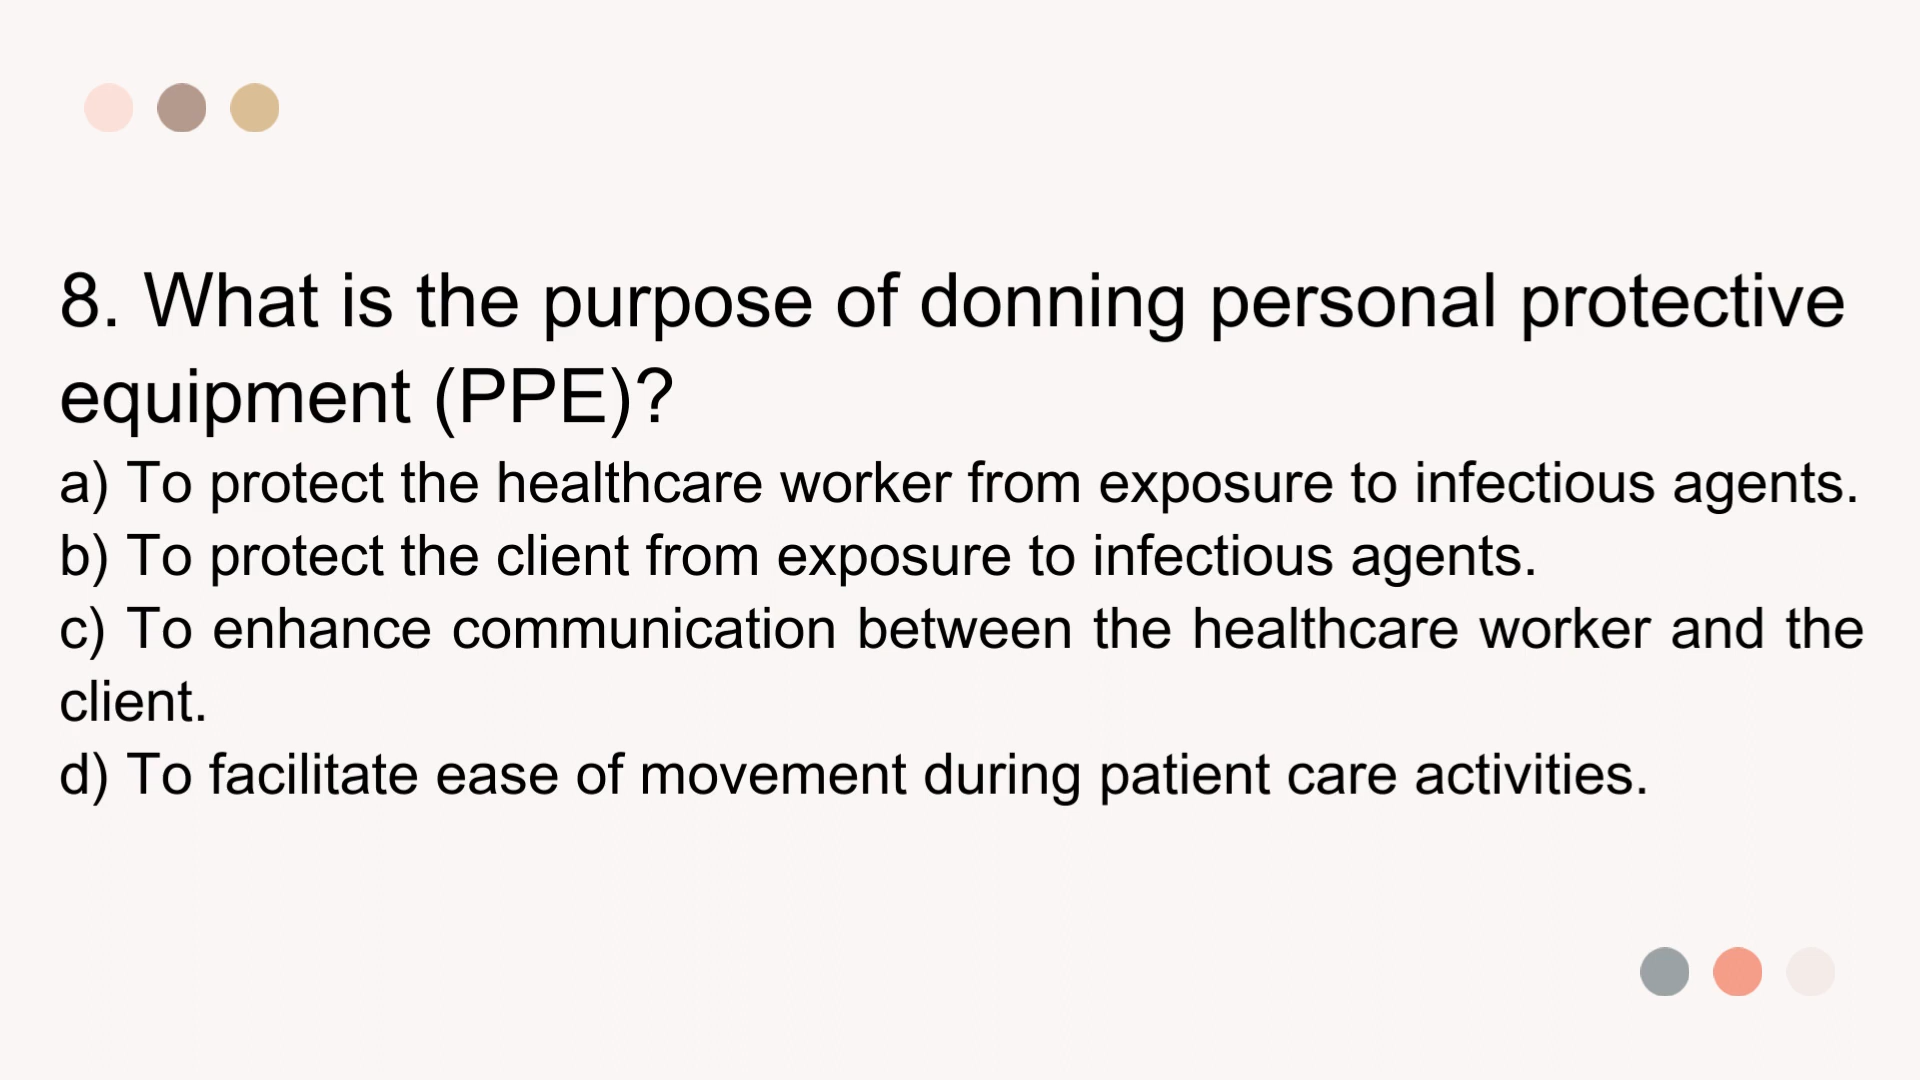 8. What is the purpose of donning personal protective
equipment (PPE)?
a) To protect the healthcare worker from exposure to infectious agents.
b) To protect the client from exposure to infectious agents.
c) To enhance communication between the healthcare worker and the
client.
d) To facilitate ease of movement during patient care activities.